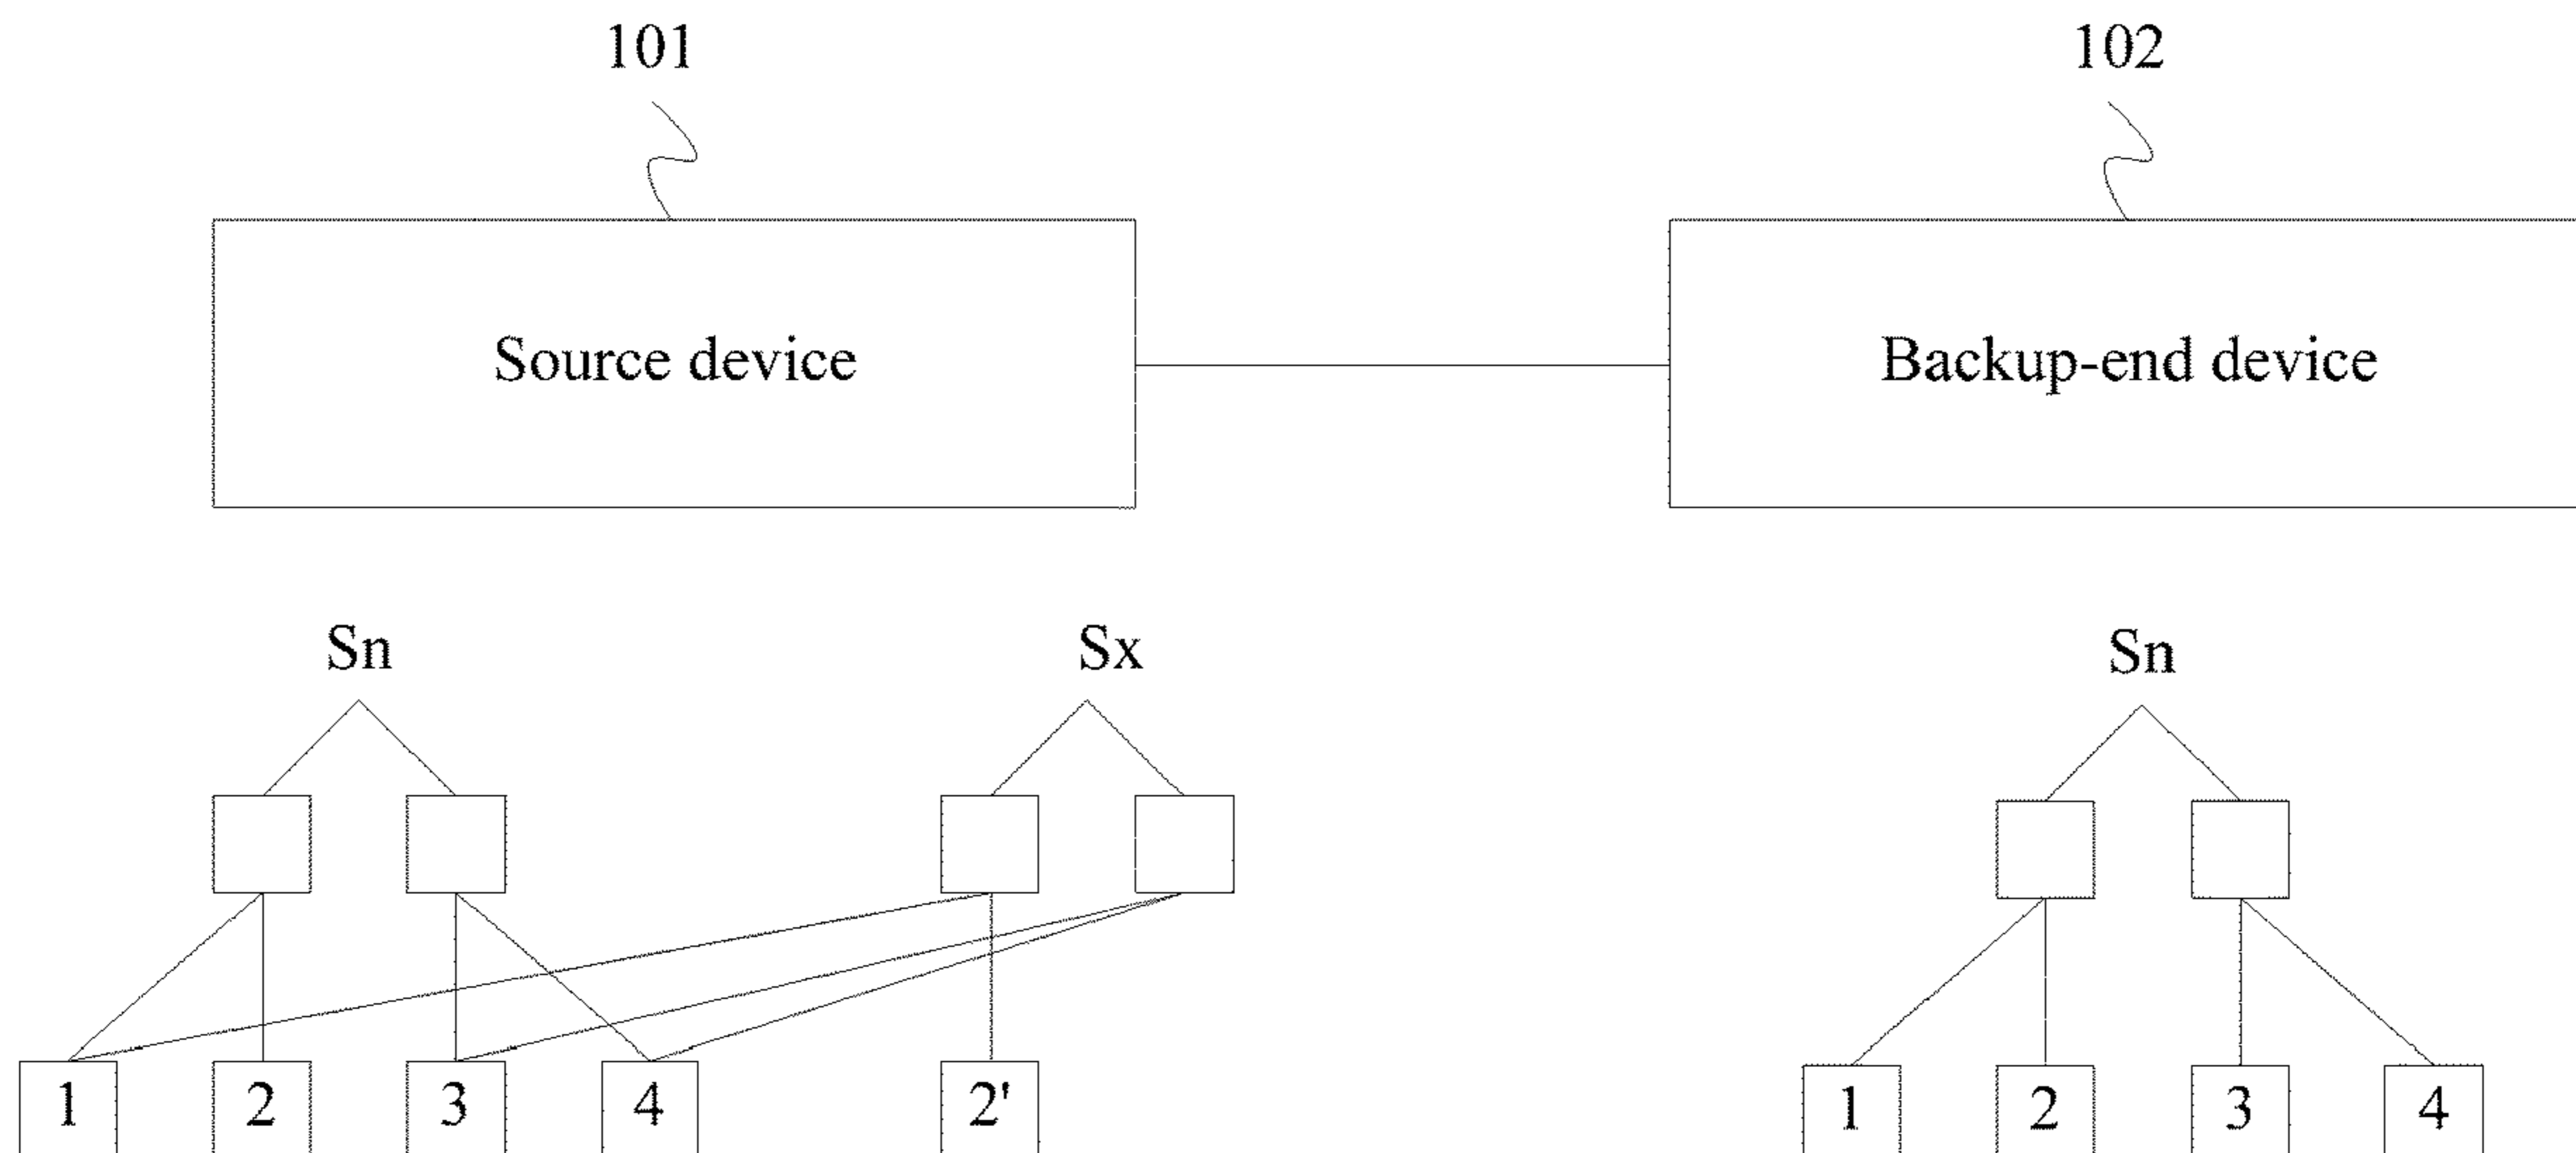 101 102
Source device Backup-end device
Sn Sx Sn
1 2 3 4 2' 1 2 3 4